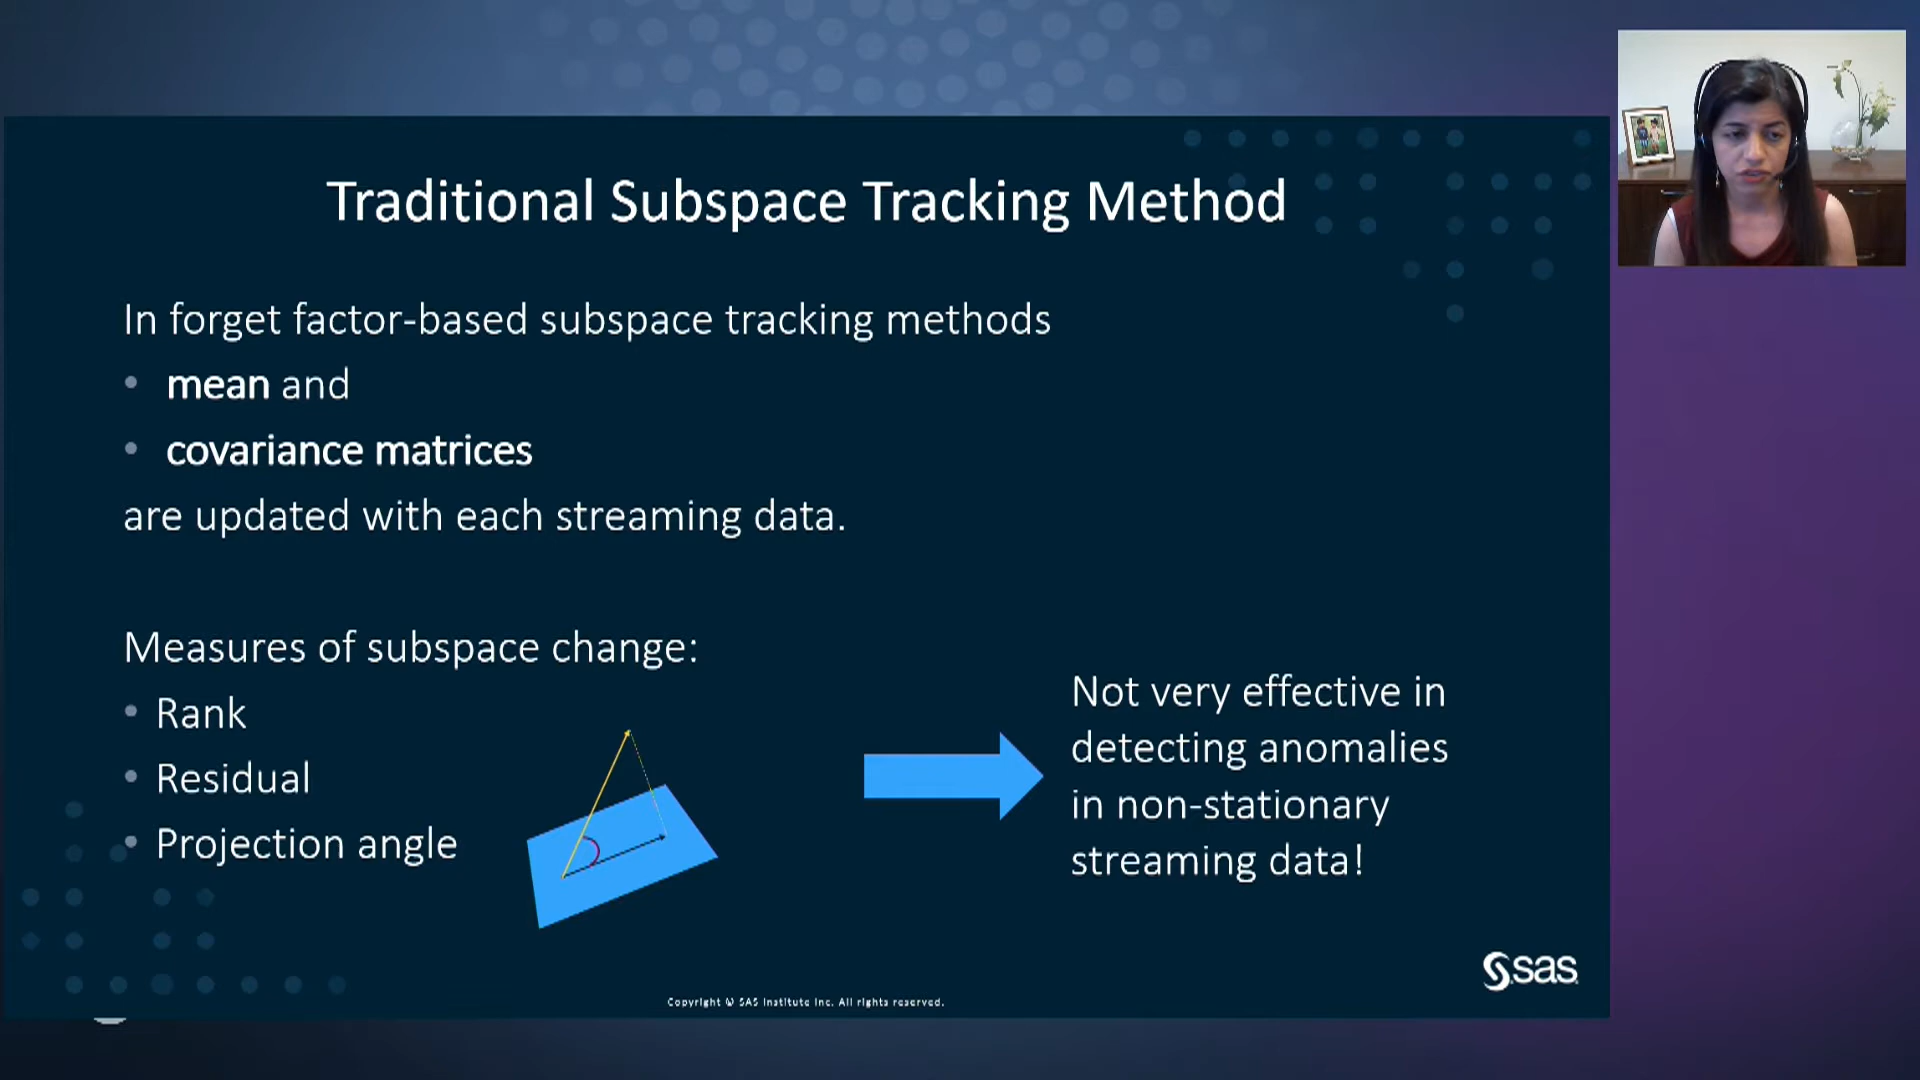 Traditional Subspace Tracking Method
In forget factor-based subspace tracking methods
• mean and
• covariance matrices
are updated with each streaming data.
Measures of subspace change:
• Rank
• Residual
• Projection angle
Not very effective in
detecting anomalies
in non-stationary
streaming data!
sas
Copyright © SAS Institute Inc. All rights reserved.